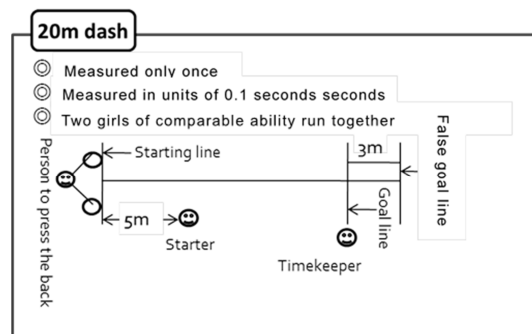 20m dash
◎ Measured only once
◎ Measured in units of 0.1 seconds seconds
◎ Two girls of comparable ability run together
Person to press the back
Starting line
3m
False goal line
Goal line
5m
Starter
Timekeeper